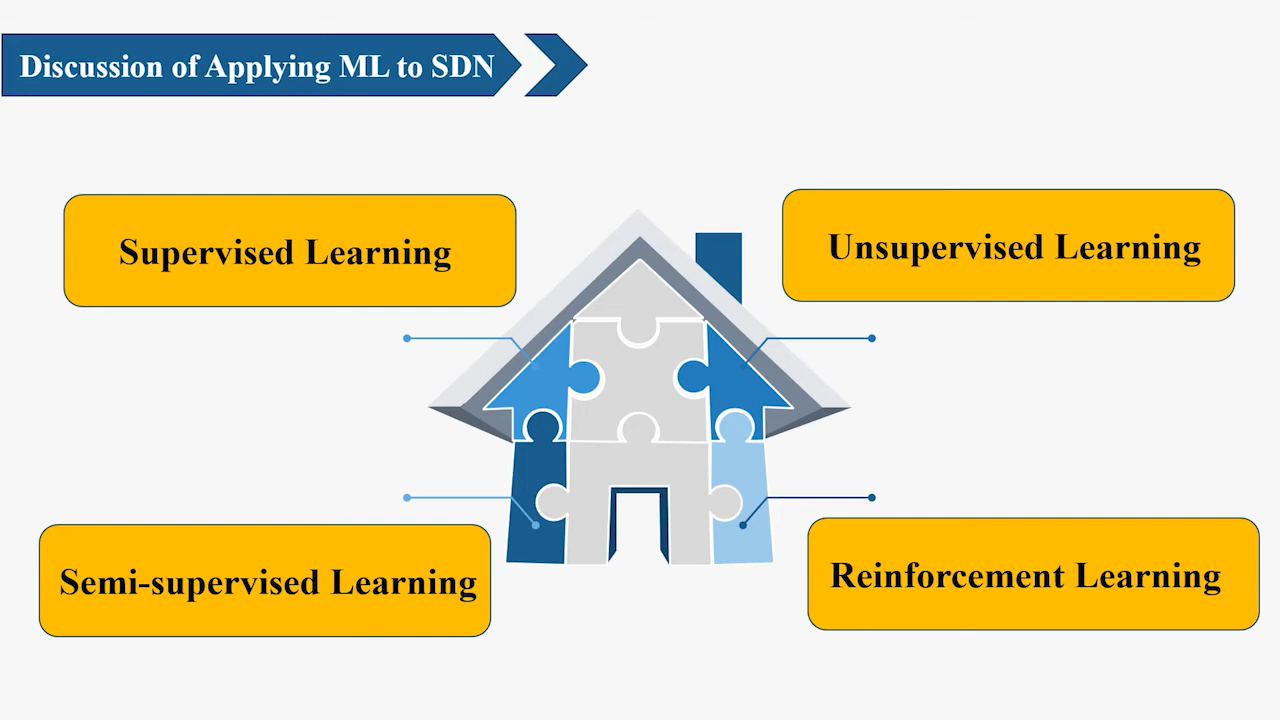 Discussion of Applying ML to SDN
Supervised Learning
Unsupervised Learning
Semi-supervised Learning
Reinforcement Learning